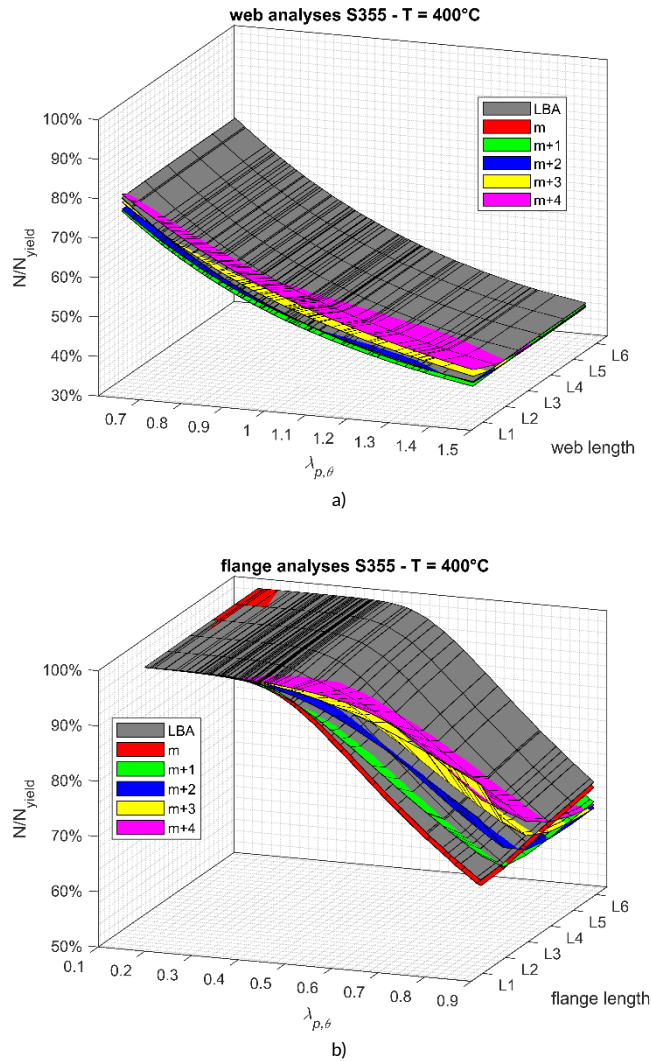 web analyses S355 - T = 400°C
100%
90%
80%
70%
60%
50%
40%
30%
N/N_yield
LBA
m
m+1
m+2
m+3
m+4
0.7
0.8
0.9
1
1.1
1.2
1.3
1.4
1.5
λ_p,θ
L1
L2
L3
L4
L5
L6
web length
a)
flange analyses S355 - T = 400°C
100%
90%
80%
70%
60%
50%
N/N_yield
LBA
m
m+1
m+2
m+3
m+4
0.1
0.2
0.3
0.4
0.5
0.6
0.7
0.8
0.9
λ_p,θ
L1
L2
L3
L4
L5
L6
flange length
b)